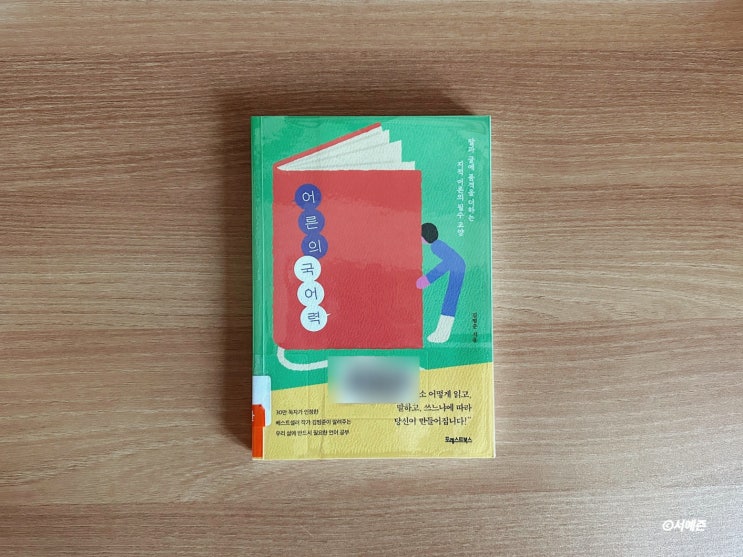 말과 글에 품격을 더하는
지적 어른의 필수 교양
어른의 국어력
김범준 지음
소 어떻게 읽고,
말하고, 쓰느냐에 따라
당신이 만들어집니다!"
30만 독자가 인정한
베스트셀러 작가 김범준이 알려주는
우리 삶에 반드시 필요한 언어 공부
포레스트북스
©서예쥰